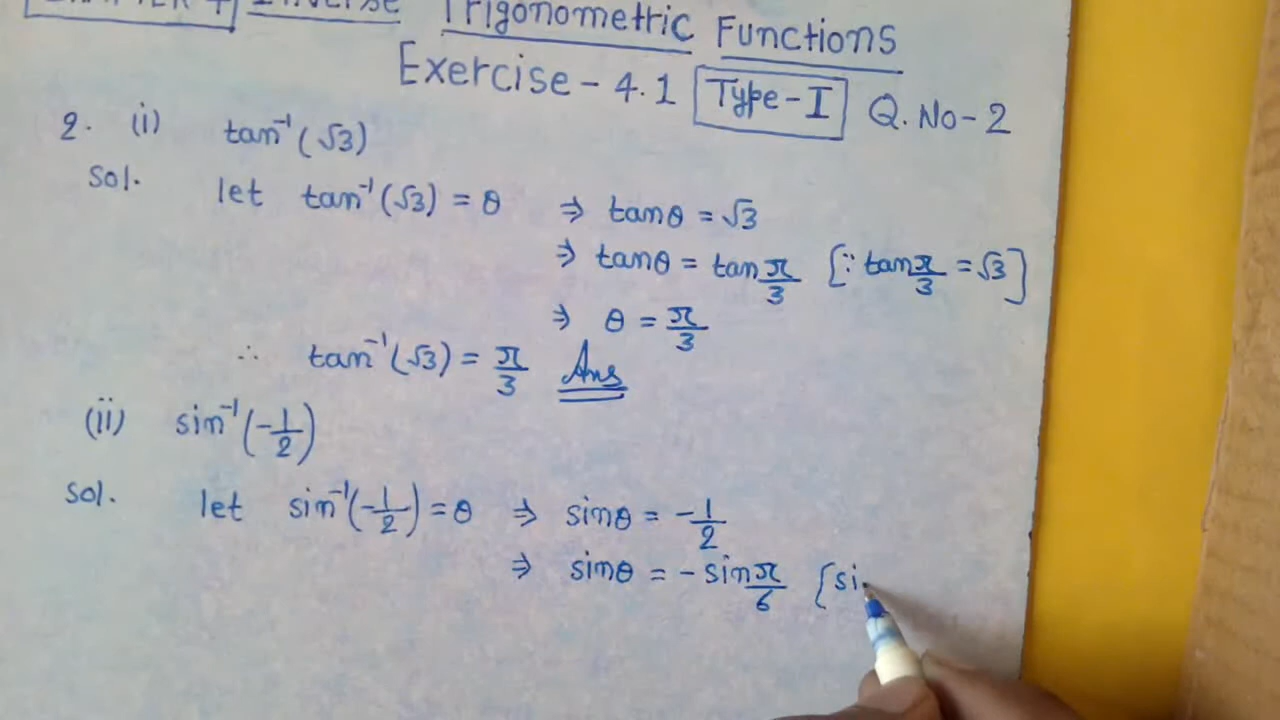 Inverse Trigonometric Functions
Exercise - 4.1 Type-I Q. No-2
2. (i) tan⁻¹(√3)
Sol. let tan⁻¹(√3) = θ ⇒ tanθ = √3
⇒ tanθ = tan π/3 [∵ tan π/3 = √3]
⇒ θ = π/3
∴ tan⁻¹(√3) = π/3 Ans
(ii) sin⁻¹(-1/2)
Sol. let sin⁻¹(-1/2) = θ ⇒ sinθ = -1/2
⇒ sinθ = - sin π/6 [si